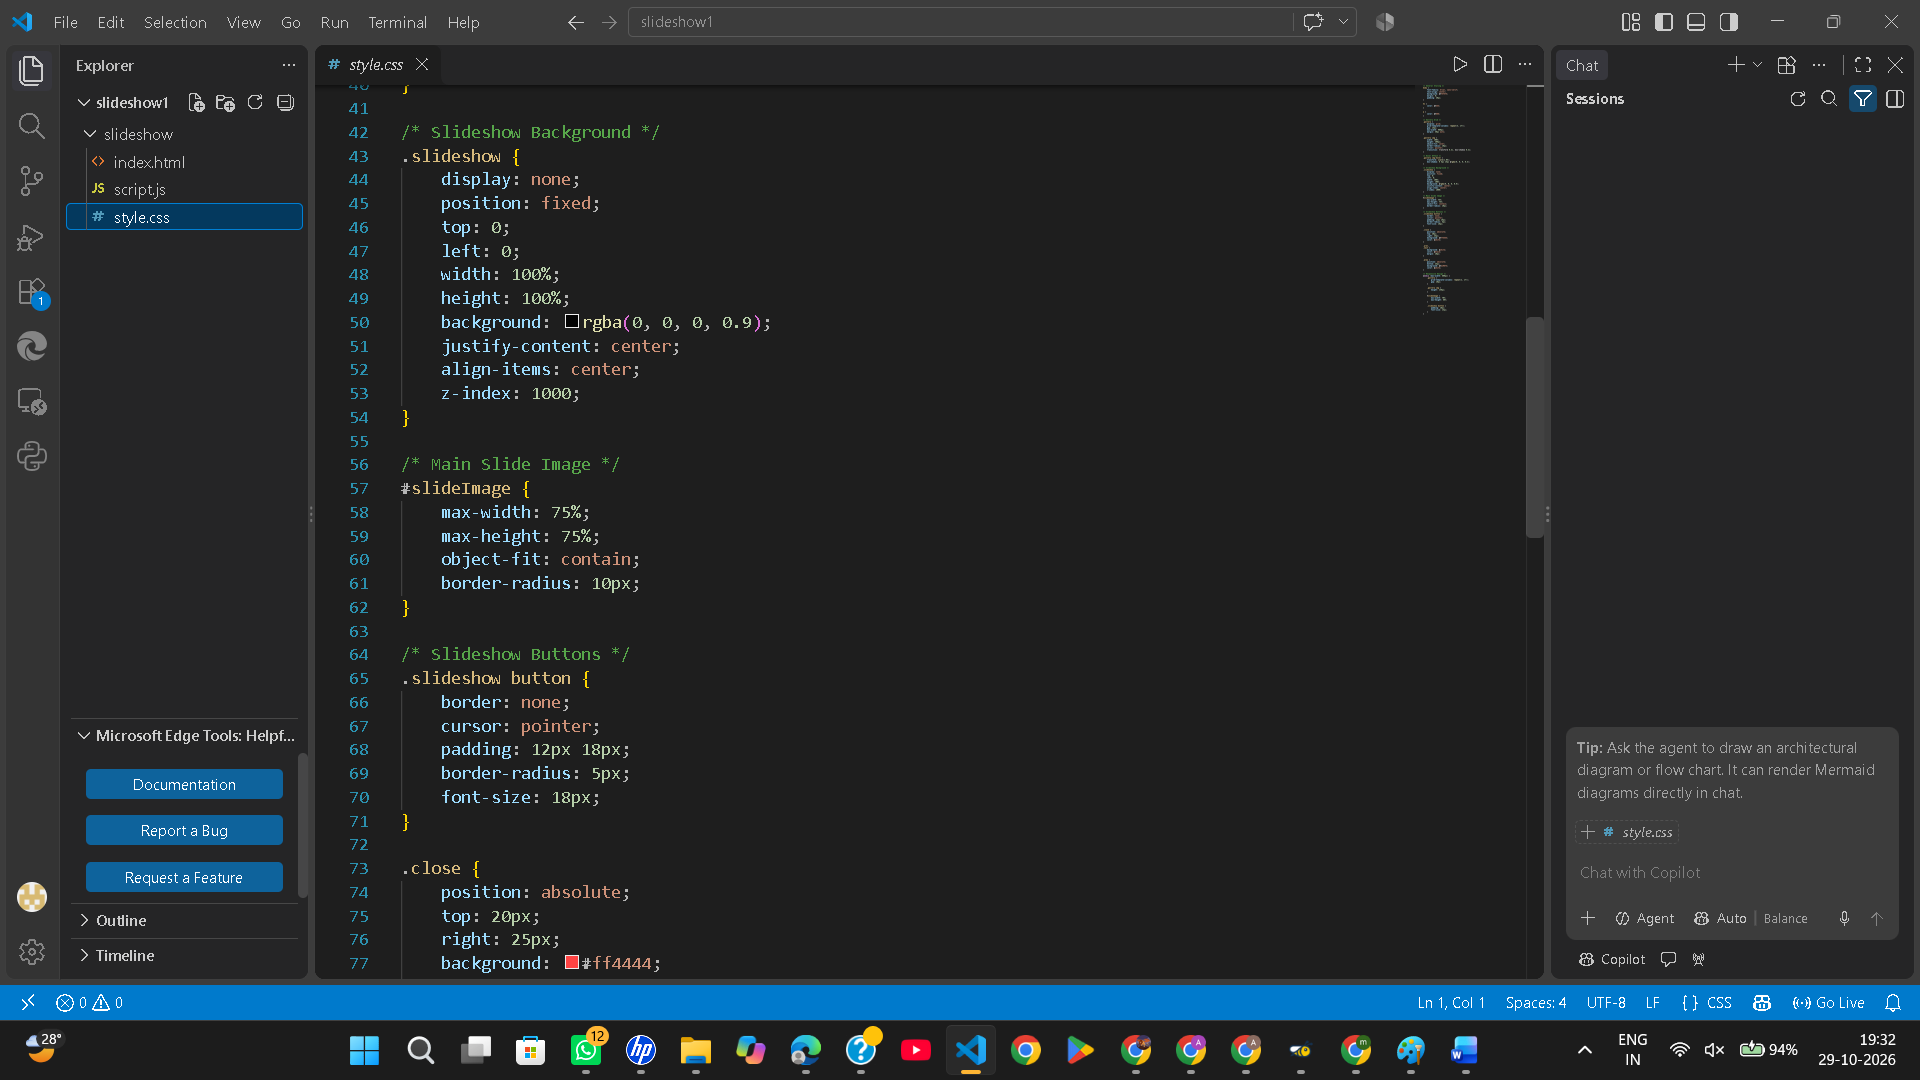 File Edit Selection View Go Run Terminal Help
slideshow1
Explorer
slideshow1
slideshow
index.html
JS script.js
# style.css
Microsoft Edge Tools: Helpf...
Documentation
Report a Bug
Request a Feature
Outline
Timeline
1
# style.css
40 }
41
42 /* Slideshow Background */
43 .slideshow {
44 display: none;
45 position: fixed;
46 top: 0;
47 left: 0;
48 width: 100%;
49 height: 100%;
50 background: rgba(0, 0, 0, 0.9);
51 justify-content: center;
52 align-items: center;
53 z-index: 1000;
54 }
55
56 /* Main Slide Image */
57 #slideImage {
58 max-width: 75%;
59 max-height: 75%;
60 object-fit: contain;
61 border-radius: 10px;
62 }
63
64 /* Slideshow Buttons */
65 .slideshow button {
66 border: none;
67 cursor: pointer;
68 padding: 12px 18px;
69 border-radius: 5px;
70 font-size: 18px;
71 }
72
73 .close {
74 position: absolute;
75 top: 20px;
76 right: 25px;
77 background: #ff4444;
Chat
Sessions
Tip: Ask the agent to draw an architectural
diagram or flow chart. It can render Mermaid
diagrams directly in chat.
# style.css
Chat with Copilot
Agent Auto Balance
Copilot
0 0
Ln 1, Col 1 Spaces: 4 UTF-8 LF {} CSS Go Live
28°
12
ENG
IN
94%
19:32
29-10-2026